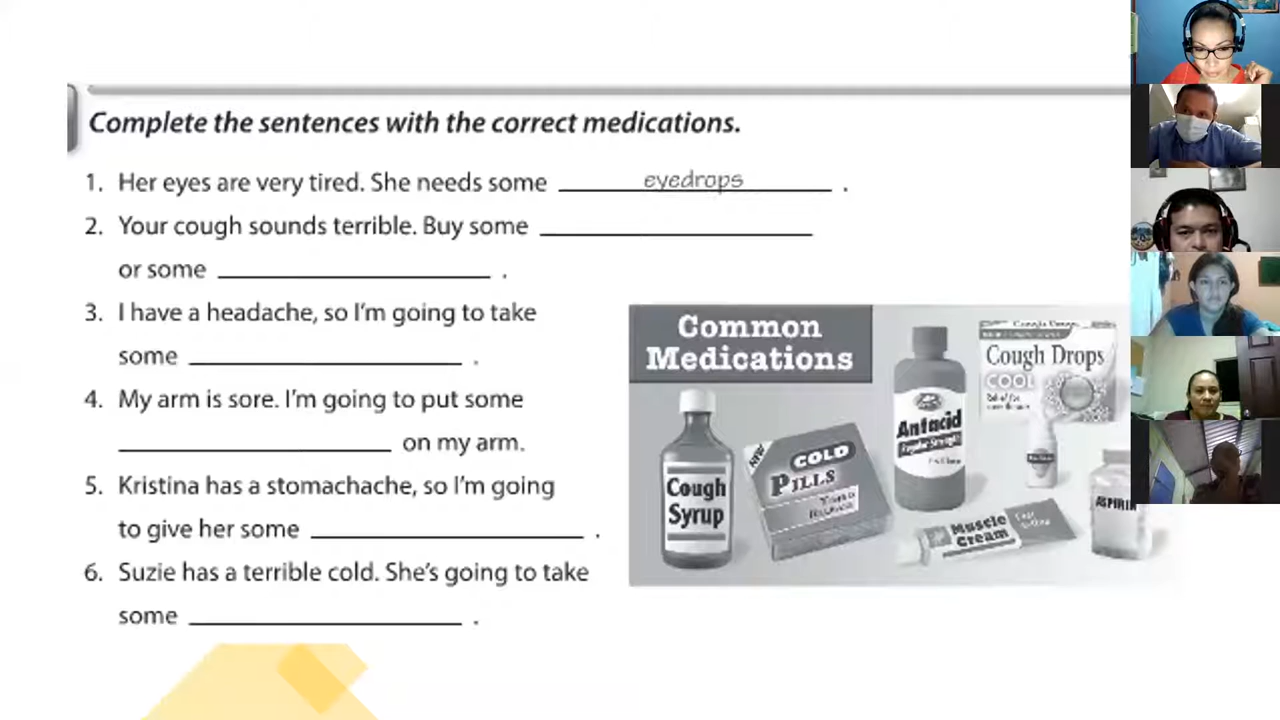 Complete the sentences with the correct medications.
1. Her eyes are very tired. She needs some eyedrops .
2. Your cough sounds terrible. Buy some
or some .
3. I have a headache, so I'm going to take
some .
4. My arm is sore. I'm going to put some
on my arm.
5. Kristina has a stomachache, so I'm going
to give her some .
6. Suzie has a terrible cold. She's going to take
some .
Common
Medications
Cough
Syrup
NEW
COLD
PILLS
Antacid
Regular Strength
Cough Drops
COOL
Muscle
Cream
ASPIRIN